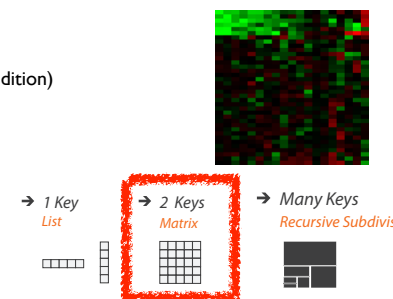 dition)
➔ 1 Key
List
➔ 2 Keys
Matrix
➔ Many Keys
Recursive Subdivis